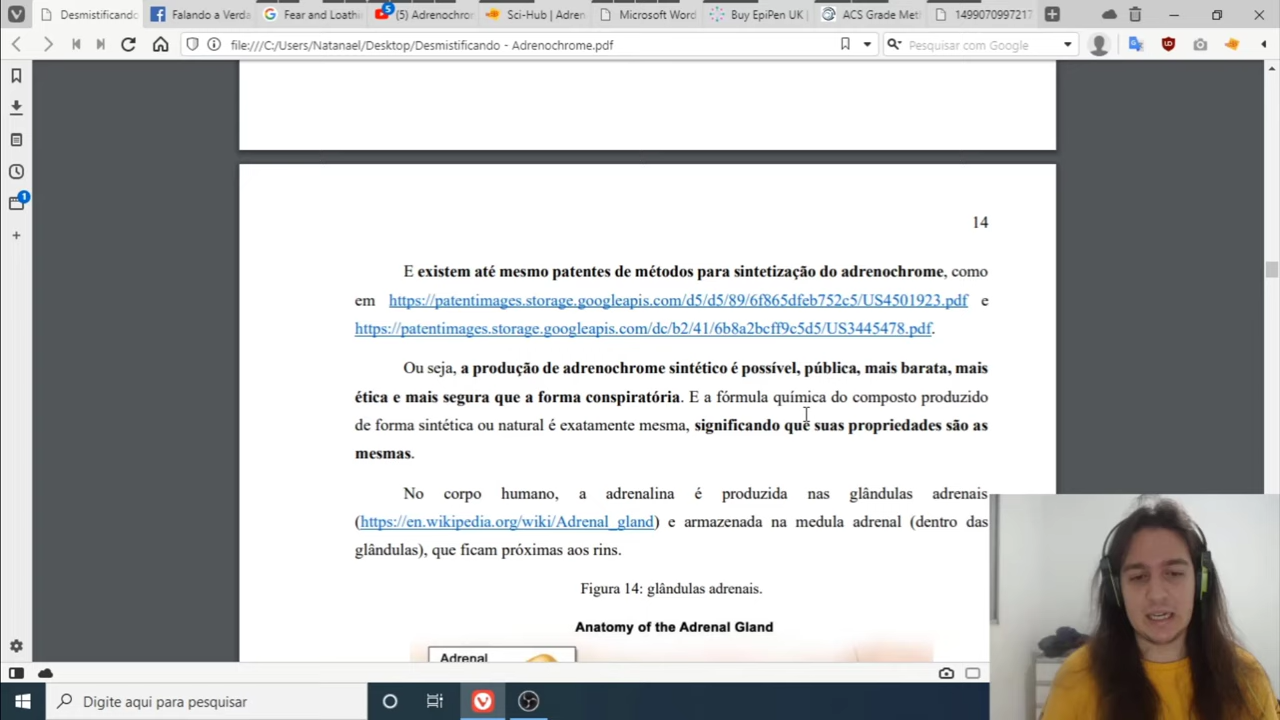 Desmistificando
Falando a Verda
Fear and Loathi
5
(5) Adrenochror
Sci-Hub | Adren
Microsoft Word
Buy EpiPen UK |
ACS Grade Met
1499070997217
file:///C:/Users/Natanael/Desktop/Desmistificando - Adrenochrome.pdf
Pesquisar com Google
1
14
E existem até mesmo patentes de métodos para sintetização do adrenochrome, como
em https://patentimages.storage.googleapis.com/d5/d5/89/6f865dfeb752c5/US4501923.pdf e
https://patentimages.storage.googleapis.com/dc/b2/41/6b8a2bcff9c5d5/US3445478.pdf.
Ou seja, a produção de adrenochrome sintético é possível, pública, mais barata, mais
ética e mais segura que a forma conspiratória. E a fórmula química do composto produzido
de forma sintética ou natural é exatamente mesma, significando que suas propriedades são as
mesmas.
No corpo humano, a adrenalina é produzida nas glândulas adrenais
(https://en.wikipedia.org/wiki/Adrenal_gland) e armazenada na medula adrenal (dentro das
glândulas), que ficam próximas aos rins.
Figura 14: glândulas adrenais.
Anatomy of the Adrenal Gland
Adrenal
Digite aqui para pesquisar